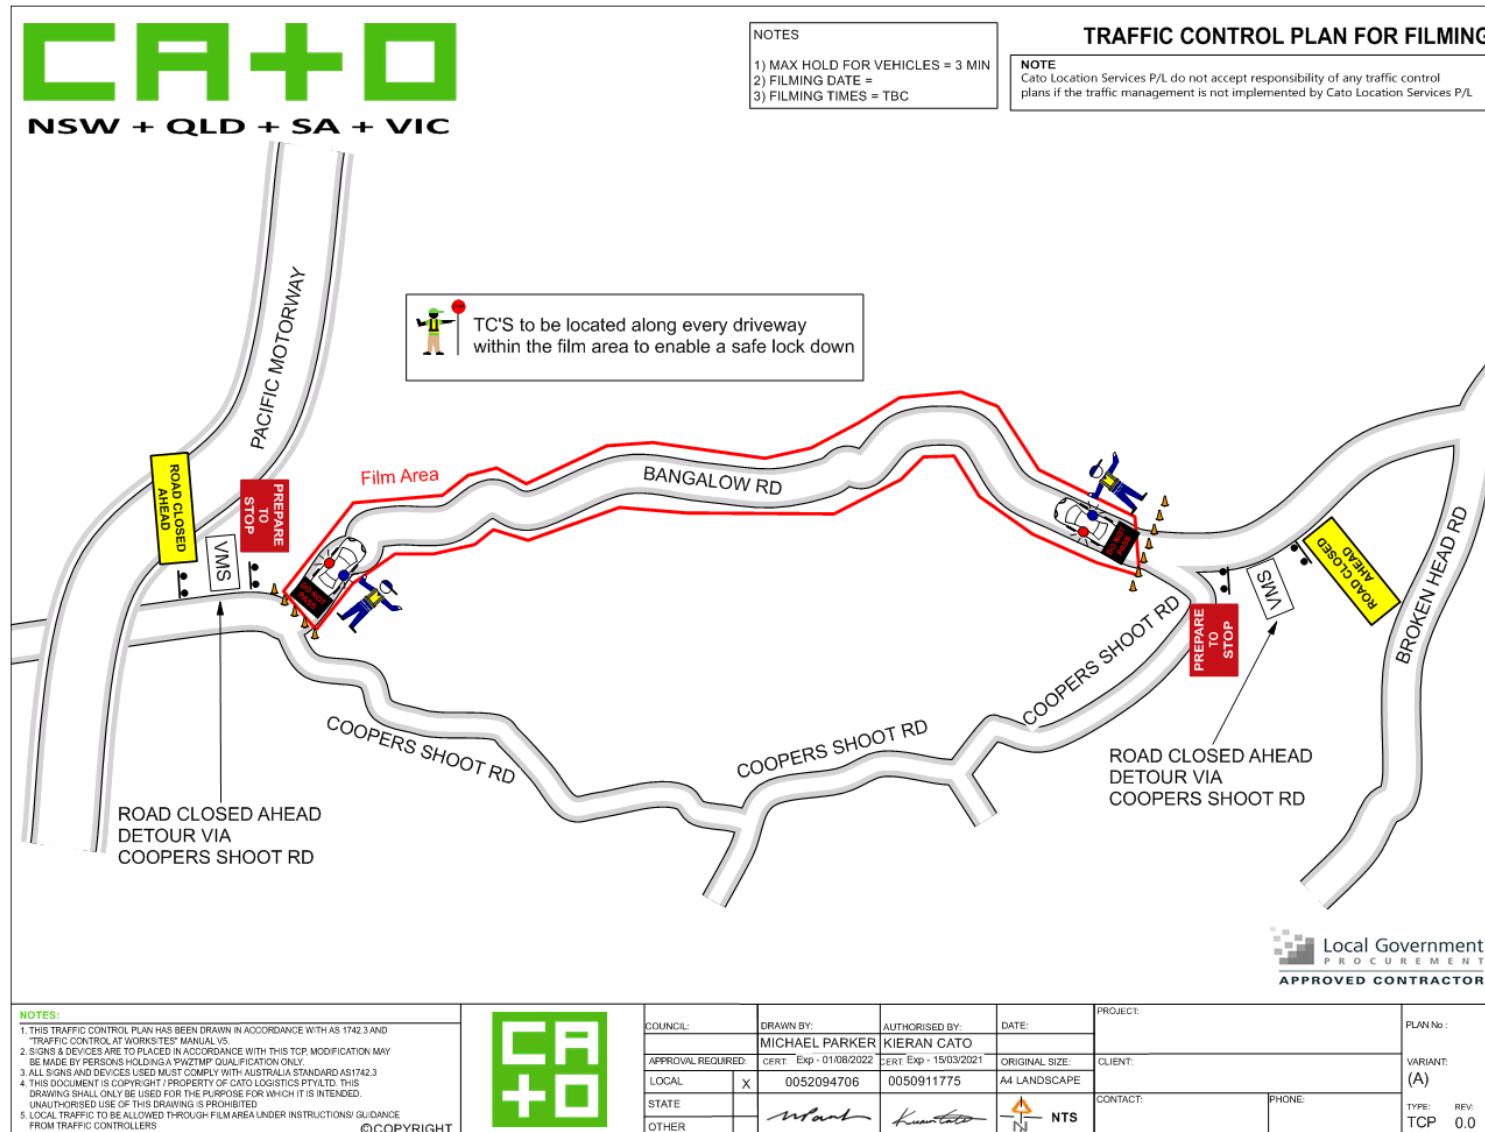 CATO
NSW + QLD + SA + VIC
NOTES
1) MAX HOLD FOR VEHICLES = 3 MIN
2) FILMING DATE =
3) FILMING TIMES = TBC
TRAFFIC CONTROL PLAN FOR FILMING
NOTE
Cato Location Services P/L do not accept responsibility of any traffic control
plans if the traffic management is not implemented by Cato Location Services P/L
PACIFIC MOTORWAY
TC'S to be located along every driveway
within the film area to enable a safe lock down
Film Area
BANGALOW RD
ROAD CLOSED
AHEAD
PREPARE
TO
STOP
VMS
DO NOT
PASS
DO NOT
PASS
ROAD CLOSED
AHEAD
VMS
PREPARE
TO
STOP
BROKEN HEAD RD
COOPERS SHOOT RD
COOPERS SHOOT RD
COOPERS SHOOT RD
ROAD CLOSED AHEAD
DETOUR VIA
COOPERS SHOOT RD
ROAD CLOSED AHEAD
DETOUR VIA
COOPERS SHOOT RD
Local Government
PROCUREMENT
APPROVED CONTRACTOR
NOTES:
1. THIS TRAFFIC CONTROL PLAN HAS BEEN DRAWN IN ACCORDANCE WITH AS 1742.3 AND
"TRAFFIC CONTROL AT WORKSITES" MANUAL V5.
2. SIGNS & DEVICES ARE TO PLACED IN ACCORDANCE WITH THIS TCP, MODIFICATION MAY
BE MADE BY PERSONS HOLDING A 'PWZTMP' QUALIFICATION ONLY.
3. ALL SIGNS AND DEVICES USED MUST COMPLY WITH AUSTRALIA STANDARD AS1742.3
4. THIS DOCUMENT IS COPYRIGHT / PROPERTY OF CATO LOGISTICS PTY/LTD. THIS
DRAWING SHALL ONLY BE USED FOR THE PURPOSE FOR WHICH IT IS INTENDED.
UNAUTHORISED USE OF THIS DRAWING IS PROHIBITED
5. LOCAL TRAFFIC TO BE ALLOWED THROUGH FILM AREA UNDER INSTRUCTIONS/ GUIDANCE
FROM TRAFFIC CONTROLLERS
©COPYRIGHT
CATO
COUNCIL:
APPROVAL REQUIRED:
LOCAL X
STATE
OTHER
DRAWN BY:
MICHAEL PARKER
CERT: Exp - 01/08/2022
0052094706
AUTHORISED BY:
KIERAN CATO
CERT: Exp - 15/03/2021
0050911775
DATE:
ORIGINAL SIZE:
A4 LANDSCAPE
N
NTS
PROJECT:
CLIENT:
CONTACT:
PHONE:
PLAN No :
VARIANT:
(A)
TYPE: REV:
TCP 0.0